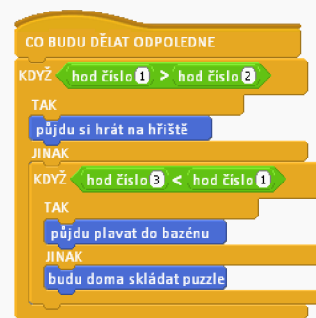 CO BUDU DĚLAT ODPOLEDNE
KDYŽ hod číslo 1 > hod číslo 2
TAK
půjdu si hrát na hřiště
JINAK
KDYŽ hod číslo 3 < hod číslo 1
TAK
půjdu plavat do bazénu
JINAK
budu doma skládat puzzle